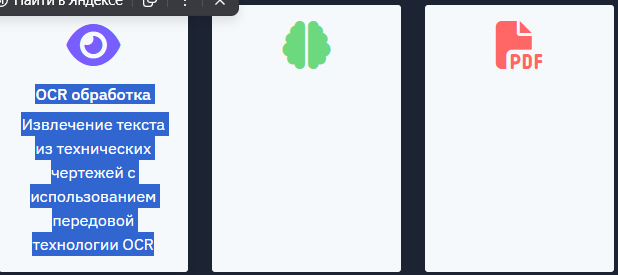 Найти в Яндексе
PDF
OCR обработка
Извлечение текста
из технических
чертежей с
использованием
передовой
технологии OCR